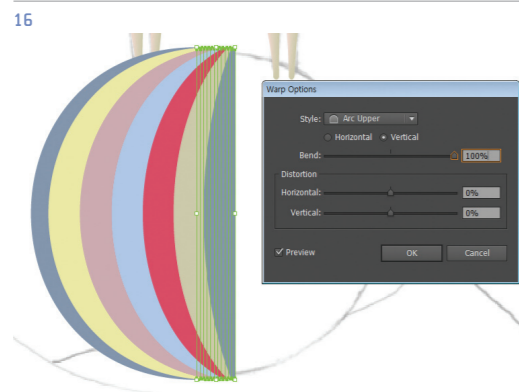 16
Warp Options
Style: Arc Upper
Horizontal Vertical
Bend: 100%
Distortion
Horizontal: 0%
Vertical: 0%
Preview OK Cancel